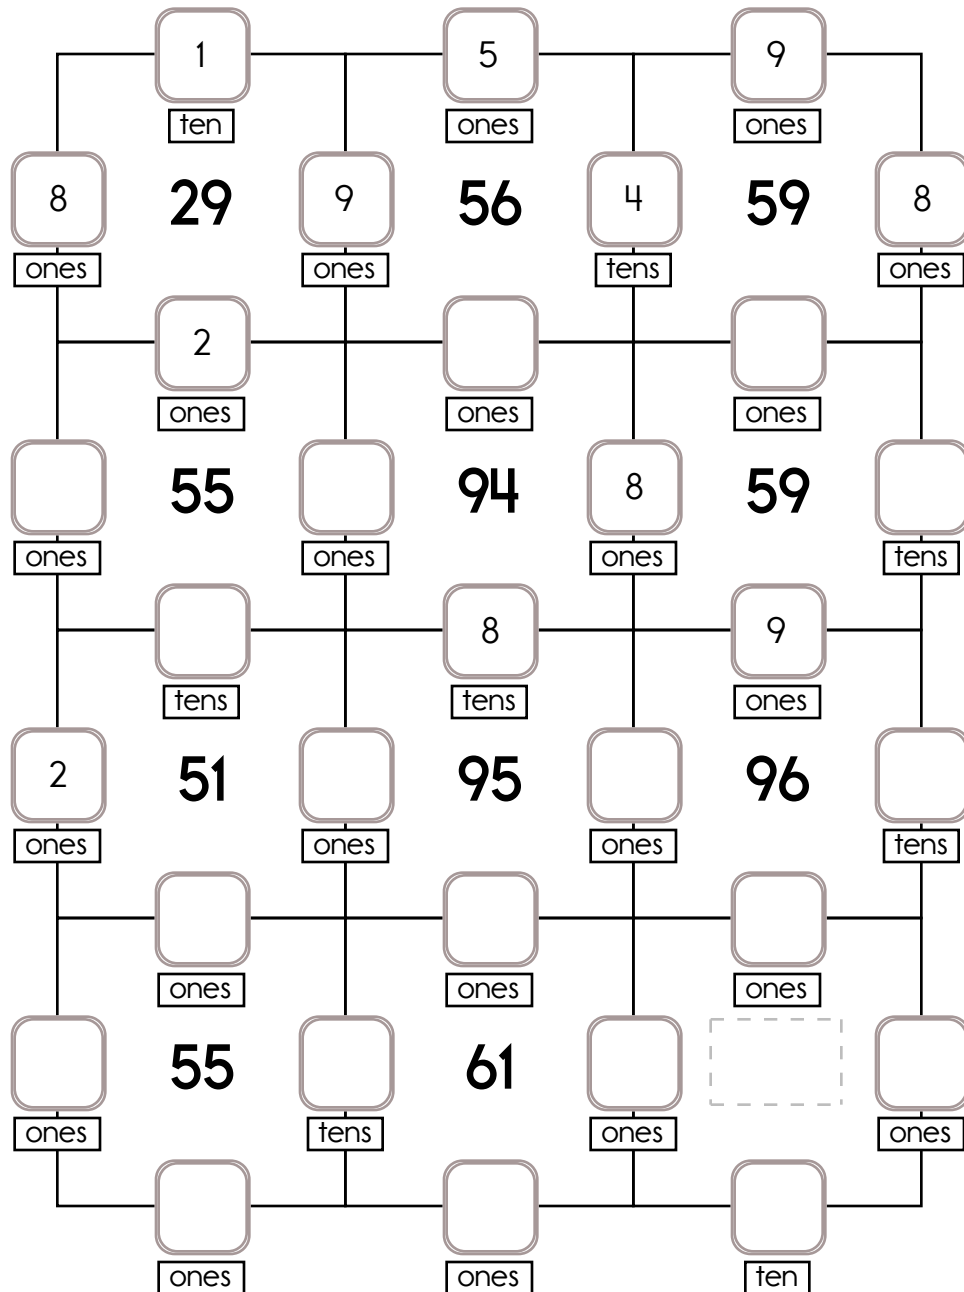 1 5 9
ten ones ones
8 29 9 56 4 59 8
ones ones tens ones
2
ones ones ones
55 94 8 59
ones ones ones tens
8 9
tens tens ones
2 51 95 96
ones ones ones tens
ones ones ones
55 61
ones tens ones ones
ones ones ten